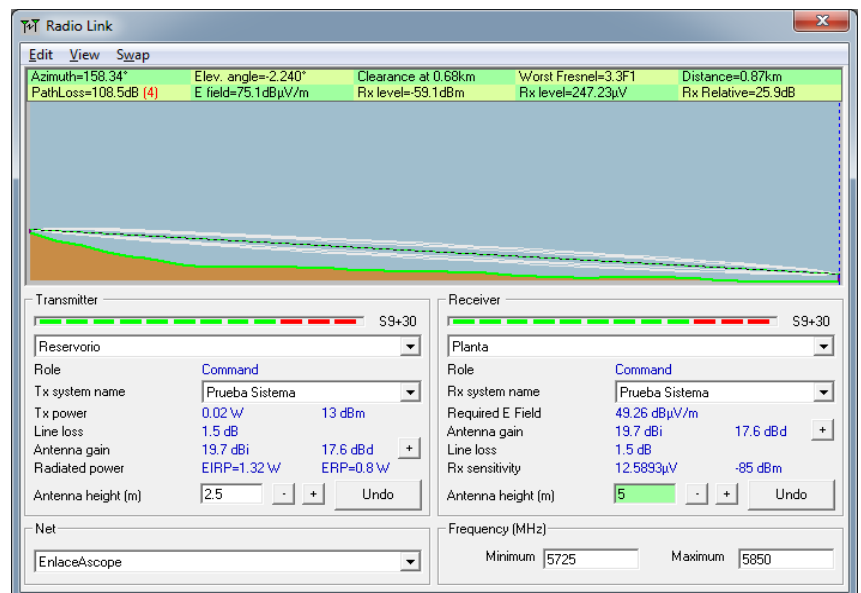 Radio Link
Edit View Swap
Azimuth=158.34° Elev. angle=-2.240° Clearance at 0.68km Worst Fresnel=3.3F1 Distance=0.87km
PathLoss=108.5dB (4) E field=75.1dBµV/m Rx level=-59.1dBm Rx level=247.23µV Rx Relative=25.9dB
Transmitter
S9+30
Reservorio
Role Command
Tx system name Prueba Sistema
Tx power 0.02 W 13 dBm
Line loss 1.5 dB
Antenna gain 19.7 dBi 17.6 dBd +
Radiated power EIRP=1.32 W ERP=0.8 W
Antenna height (m) 2.5 - + Undo
Net
EnlaceAscope
Receiver
S9+30
Planta
Role Command
Rx system name Prueba Sistema
Required E Field 49.26 dBµV/m
Antenna gain 19.7 dBi 17.6 dBd +
Line loss 1.5 dB
Rx sensitivity 12.5893µV -85 dBm
Antenna height (m) 5 - + Undo
Frequency (MHz)
Minimum 5725 Maximum 5850